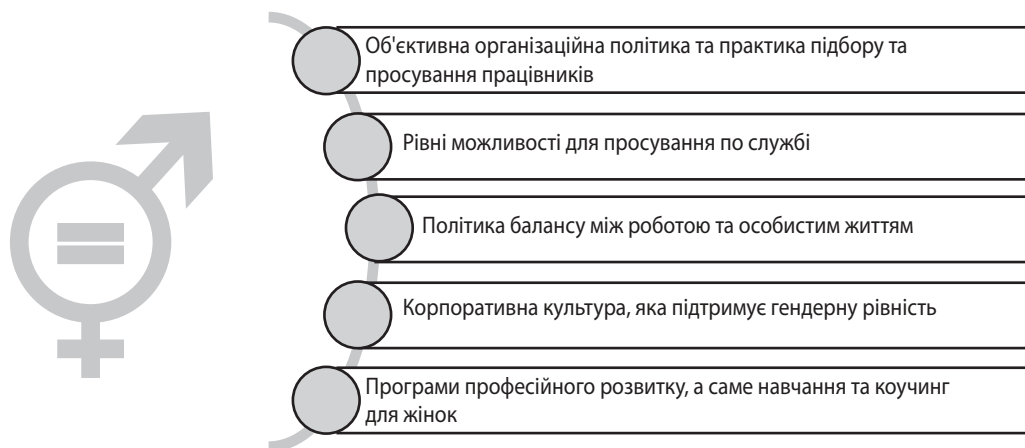 Об'єктивна організаційна політика та практика підбору та
просування працівників
Рівні можливості для просування по службі
Політика балансу між роботою та особистим життям
Корпоративна культура, яка підтримує гендерну рівність
Програми професійного розвитку, а саме навчання та коучинг
для жінок